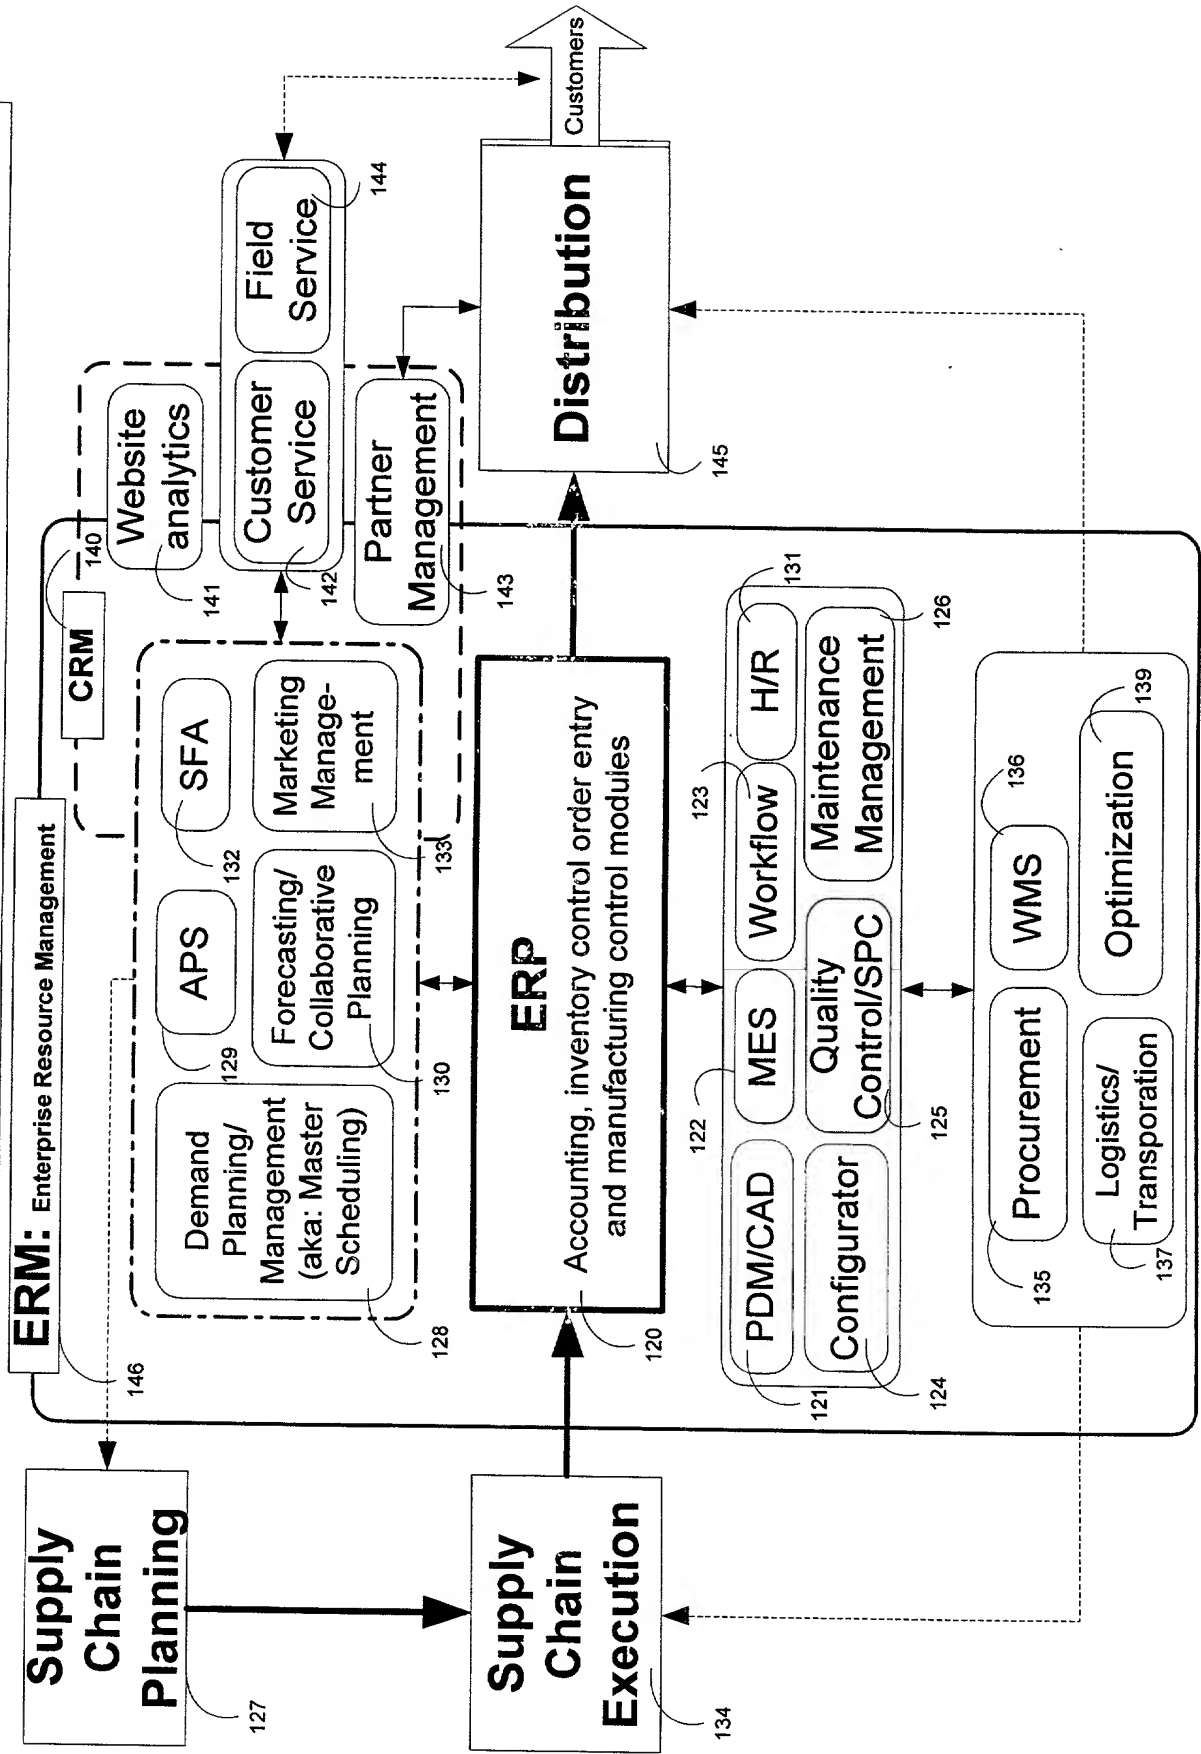 ERM: Enterprise Resource Management
146
CRM
140
Supply
Chain
Planning
127
Demand
Planning/
Management
(aka: Master
Scheduling)
128
APS
129
Forecasting/
Collaborative
Planning
130
SFA
132
Marketing
Manage-
ment
133
Website
analytics
141
Customer
Service
142
Field
Service
144
Partner
Management
143
Supply
Chain
Execution
134
ERP
Accounting, inventory control order entry
and manufacturing control modules
120
Distribution
145
Customers
PDM/CAD
121
MES
122
Workflow
123
H/R
131
Configurator
124
Quality
Control/SPC
125
Maintenance
Management
126
Procurement
135
WMS
136
Logistics/
Transporation
137
Optimization
139